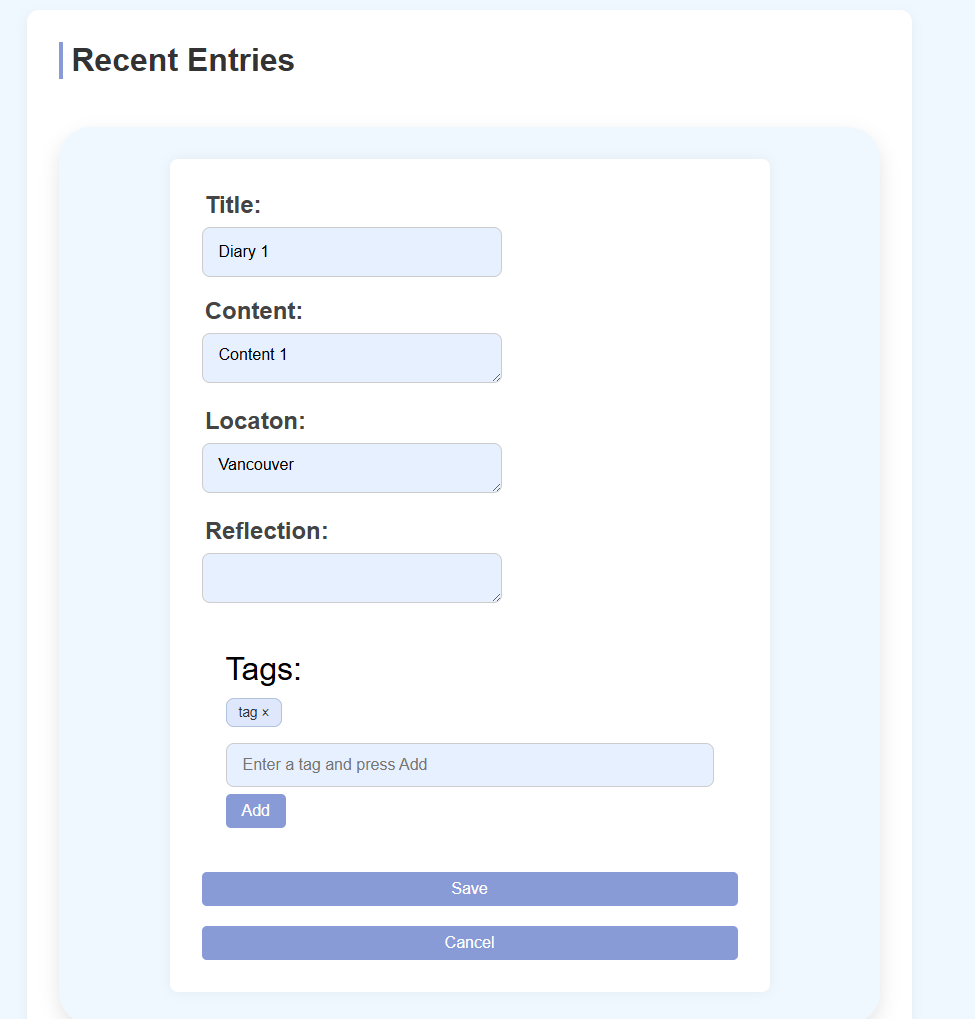 Recent Entries
Title:
Diary 1
Content:
Content 1
Locaton:
Vancouver
Reflection:
Tags:
tag ×
Enter a tag and press Add
Add
Save
Cancel